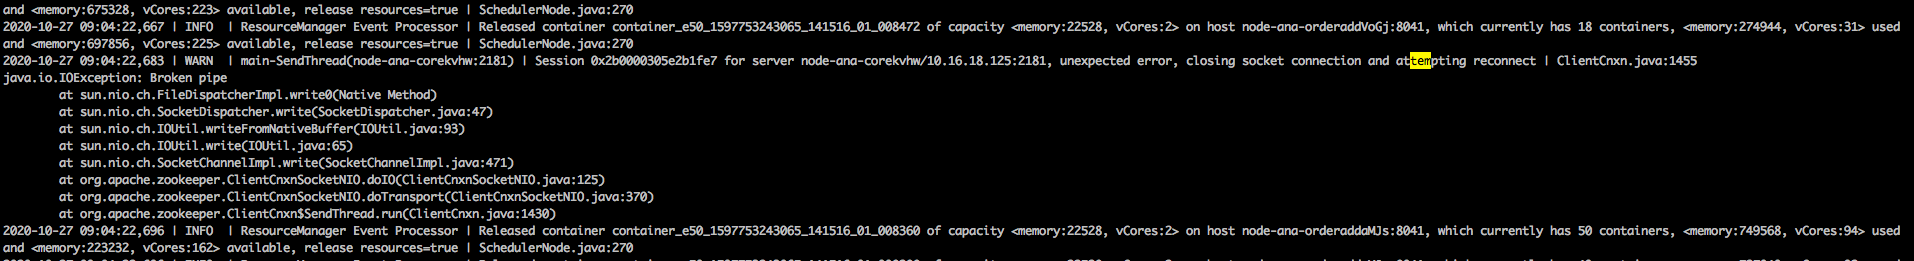 and <memory:675328, vCores:223> available, release resources=true | SchedulerNode.java:270
2020-10-27 09:04:22,667 | INFO  | ResourceManager Event Processor | Released container container_e50_1597753243065_141516_01_008472 of capacity <memory:22528, vCores:2> on host node-ana-orderaddVoGj:8041, which currently has 18 containers, <memory:274944, vCores:31> used
and <memory:697856, vCores:225> available, release resources=true | SchedulerNode.java:270
2020-10-27 09:04:22,683 | WARN  | main-SendThread(node-ana-corekvhw:2181) | Session 0x2b0000305e2b1fe7 for server node-ana-corekvhw/10.16.18.125:2181, unexpected error, closing socket connection and attempting reconnect | ClientCnxn.java:1455
java.io.IOException: Broken pipe
at sun.nio.ch.FileDispatcherImpl.write0(Native Method)
at sun.nio.ch.SocketDispatcher.write(SocketDispatcher.java:47)
at sun.nio.ch.IOUtil.writeFromNativeBuffer(IOUtil.java:93)
at sun.nio.ch.IOUtil.write(IOUtil.java:65)
at sun.nio.ch.SocketChannelImpl.write(SocketChannelImpl.java:471)
at org.apache.zookeeper.ClientCnxnSocketNIO.doIO(ClientCnxnSocketNIO.java:125)
at org.apache.zookeeper.ClientCnxnSocketNIO.doTransport(ClientCnxnSocketNIO.java:370)
at org.apache.zookeeper.ClientCnxn$SendThread.run(ClientCnxn.java:1430)
2020-10-27 09:04:22,696 | INFO  | ResourceManager Event Processor | Released container container_e50_1597753243065_141516_01_008360 of capacity <memory:22528, vCores:2> on host node-ana-orderaddaMJs:8041, which currently has 50 containers, <memory:749568, vCores:94> used
and <memory:223232, vCores:162> available, release resources=true | SchedulerNode.java:270